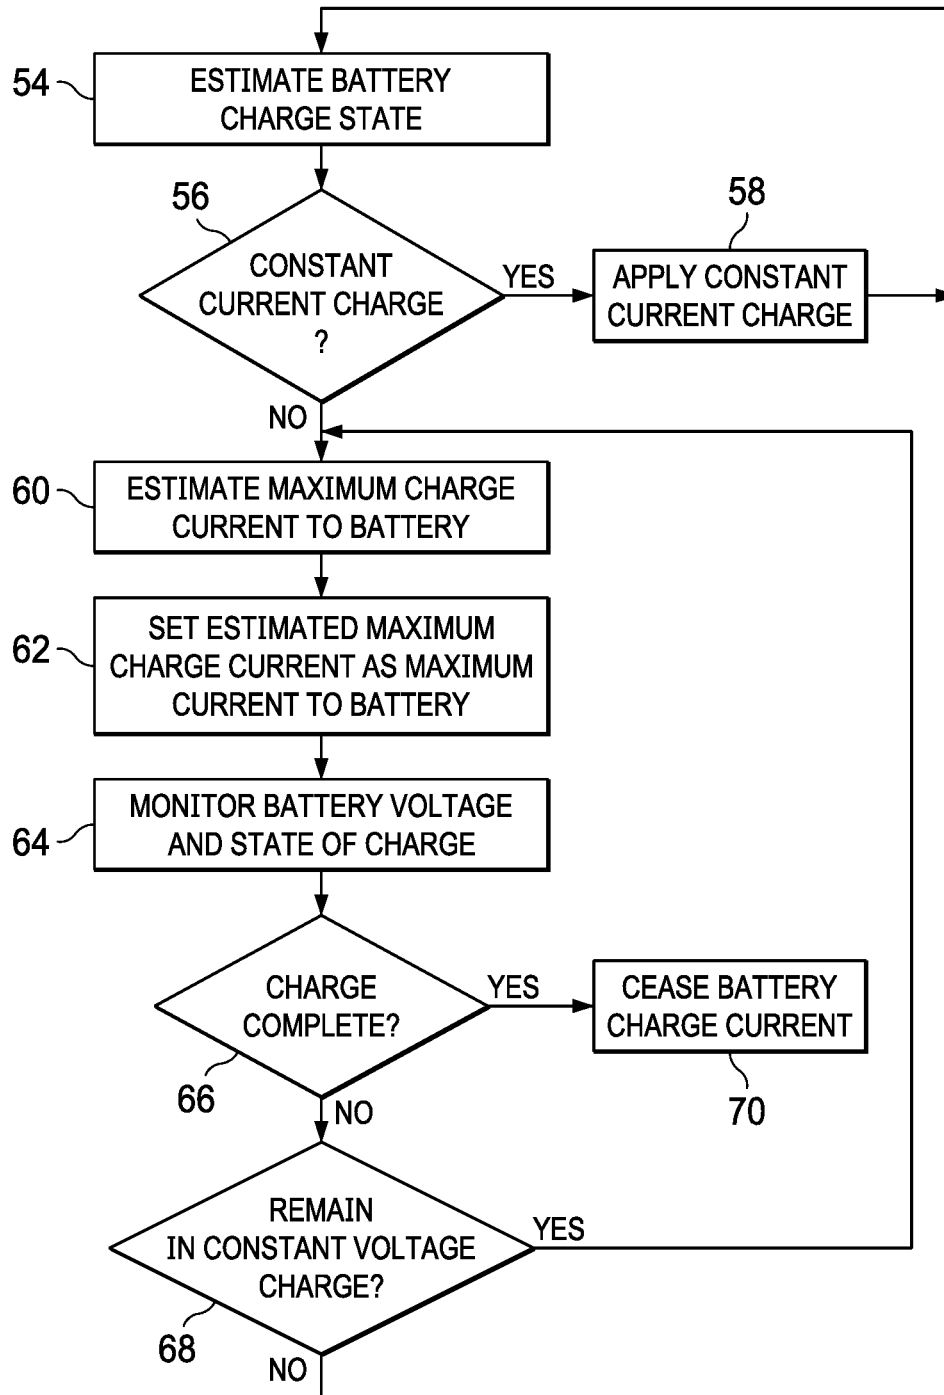 54
ESTIMATE BATTERY
CHARGE STATE
56
CONSTANT
CURRENT CHARGE
?
YES
58
APPLY CONSTANT
CURRENT CHARGE
NO
60
ESTIMATE MAXIMUM CHARGE
CURRENT TO BATTERY
62
SET ESTIMATED MAXIMUM
CHARGE CURRENT AS MAXIMUM
CURRENT TO BATTERY
64
MONITOR BATTERY VOLTAGE
AND STATE OF CHARGE
CHARGE
COMPLETE?
66
YES
CEASE BATTERY
CHARGE CURRENT
70
NO
REMAIN
IN CONSTANT VOLTAGE
CHARGE?
68
YES
NO